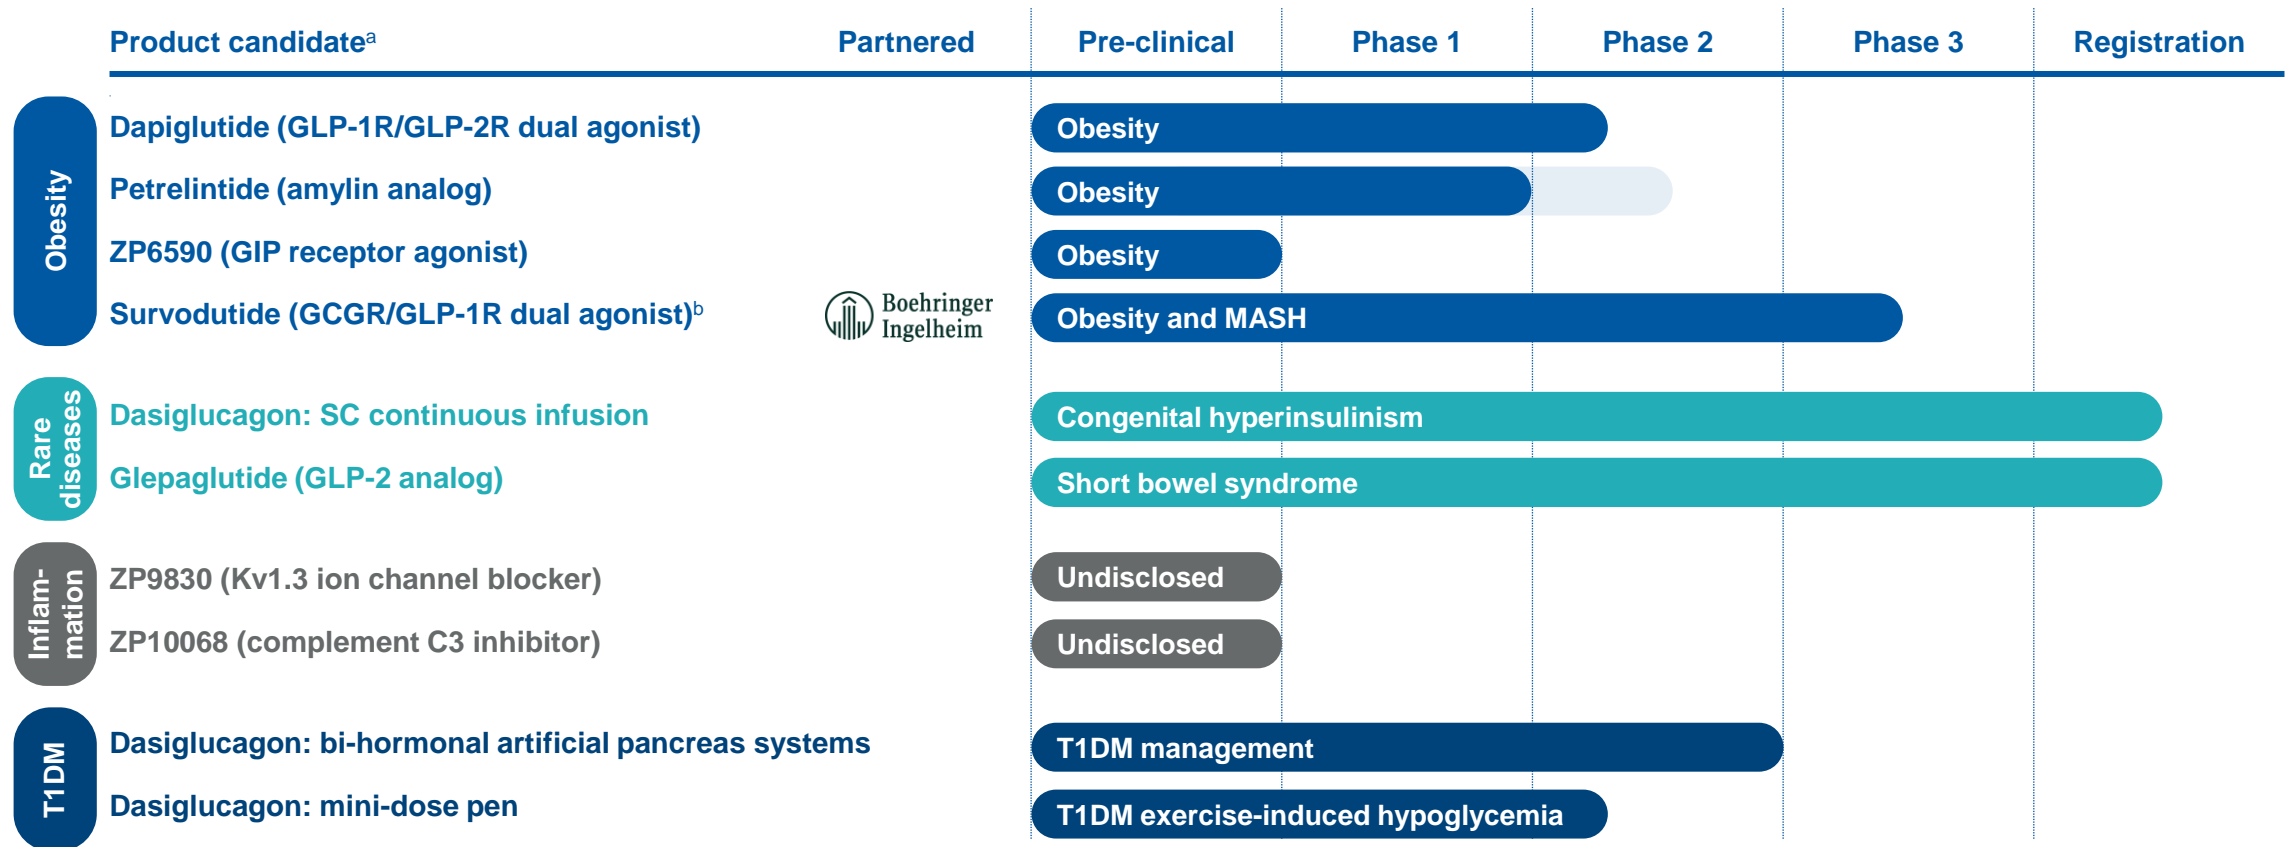 Product candidateᵃ Partnered Pre-clinical Phase 1 Phase 2 Phase 3 Registration
Obesity
Dapiglutide (GLP-1R/GLP-2R dual agonist) Obesity
Petrelintide (amylin analog) Obesity
ZP6590 (GIP receptor agonist) Obesity
Survodutide (GCGR/GLP-1R dual agonist)ᵇ Boehringer Ingelheim Obesity and MASH
Rare diseases
Dasiglucagon: SC continuous infusion Congenital hyperinsulinism
Glepaglutide (GLP-2 analog) Short bowel syndrome
Inflam-
mation
ZP9830 (Kv1.3 ion channel blocker) Undisclosed
ZP10068 (complement C3 inhibitor) Undisclosed
T1DM
Dasiglucagon: bi-hormonal artificial pancreas systems T1DM management
Dasiglucagon: mini-dose pen T1DM exercise-induced hypoglycemia